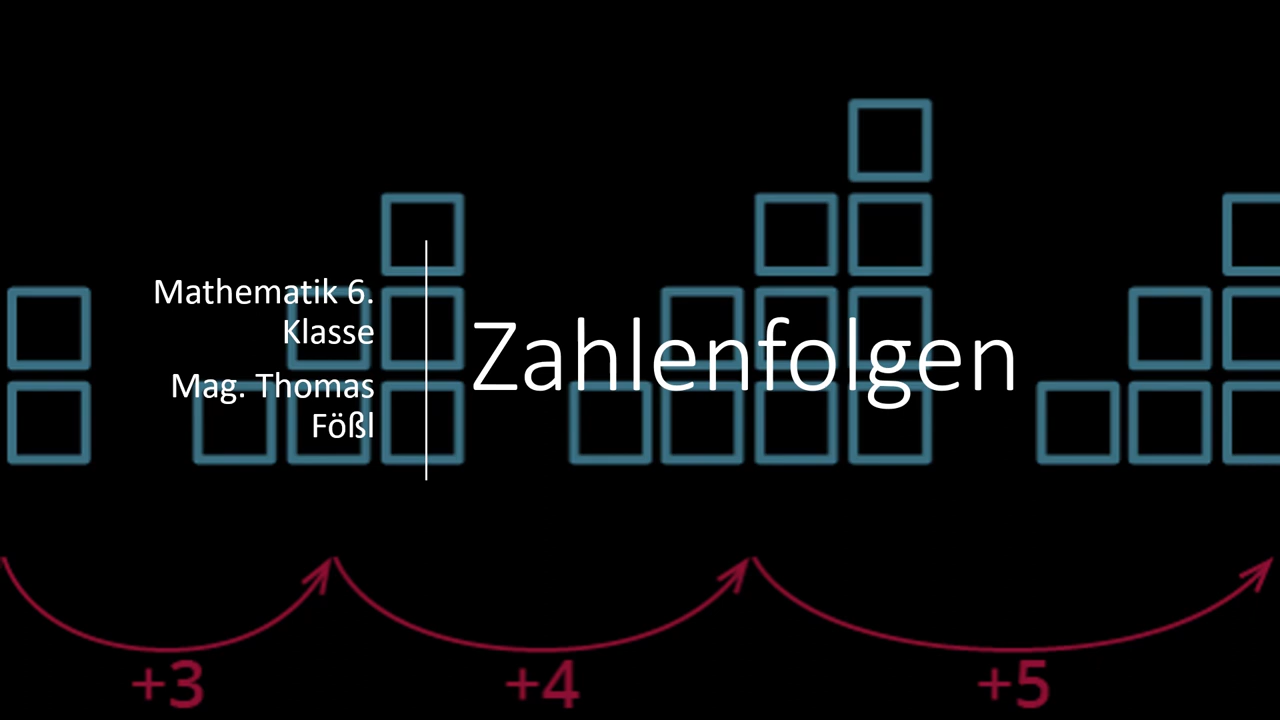 Mathematik 6.
Klasse
Mag. Thomas
Fößl
Zahlenfolgen
+3
+4
+5